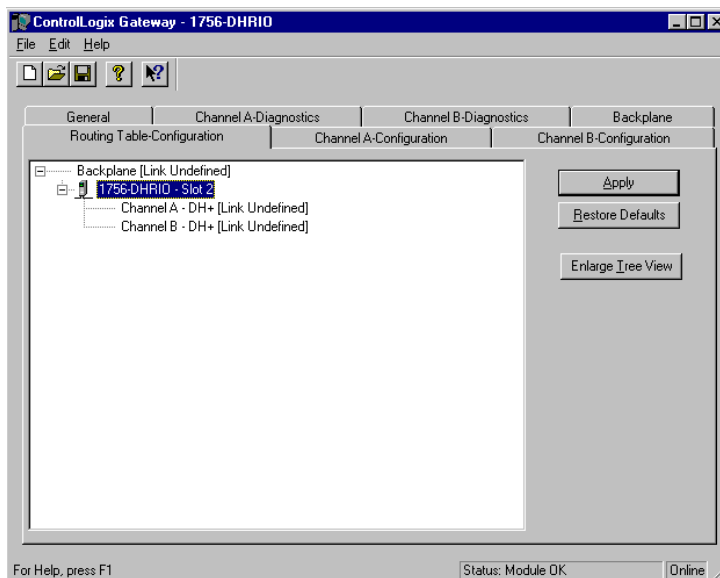 ControlLogix Gateway - 1756-DHRIO
File Edit Help
General Channel A-Diagnostics Channel B-Diagnostics Backplane
Routing Table-Configuration Channel A-Configuration Channel B-Configuration
Backplane [Link Undefined]
1756-DHRIO - Slot 2
Channel A - DH+ [Link Undefined]
Channel B - DH+ [Link Undefined]
Apply
Restore Defaults
Enlarge Tree View
For Help, press F1 Status: Module OK Online